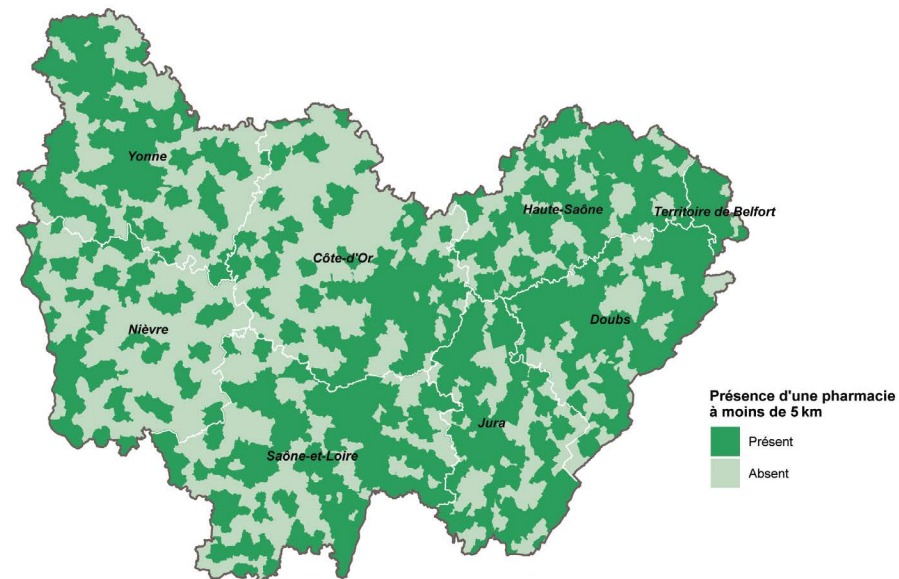 Yonne
Haute-Saône
Territoire de Belfort
Côte-d'Or
Doubs
Nièvre
Présence d'une pharmacie
à moins de 5 km
Jura
Présent
Saône-et-Loire
Absent